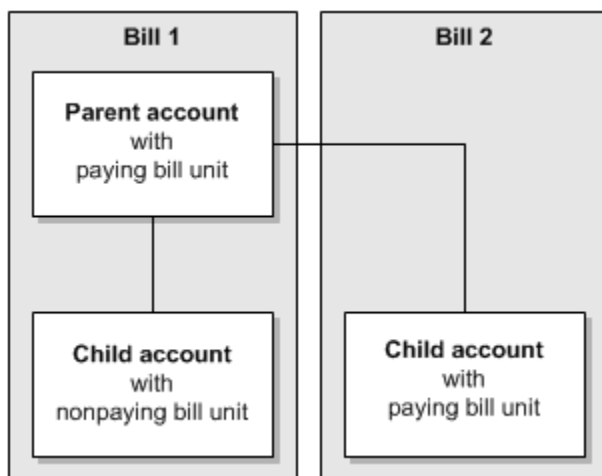 Bill 1
Bill 2
Parent account
with
paying bill unit
Child account
with
nonpaying bill unit
Child account
with
paying bill unit